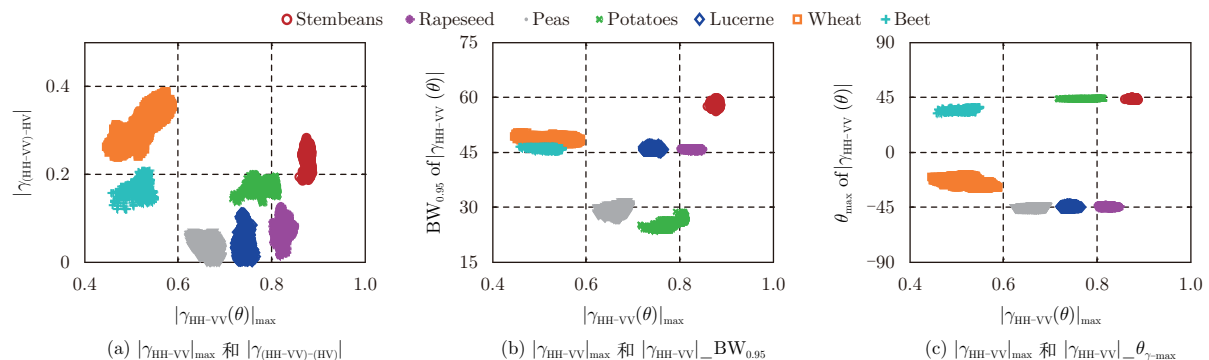 Stembeans Rapeseed Peas Potatoes Lucerne Wheat Beet
|γ(HH-VV)-HV|
0.4
0.2
0
0.4 0.6 0.8 1.0
|γHH-VV(θ)|max
(a) |γHH-VV|max 和 |γ(HH-VV)-(HV)|
BW0.95 of |γHH-VV (θ)|
75
60
45
30
15
0.4 0.6 0.8 1.0
|γHH-VV(θ)|max
(b) |γHH-VV|max 和 |γHH-VV|_BW0.95
θmax of |γHH-VV (θ)|
90
45
0
−45
−90
0.4 0.6 0.8 1.0
|γHH-VV(θ)|max
(c) |γHH-VV|max 和 |γHH-VV|_θγ-max